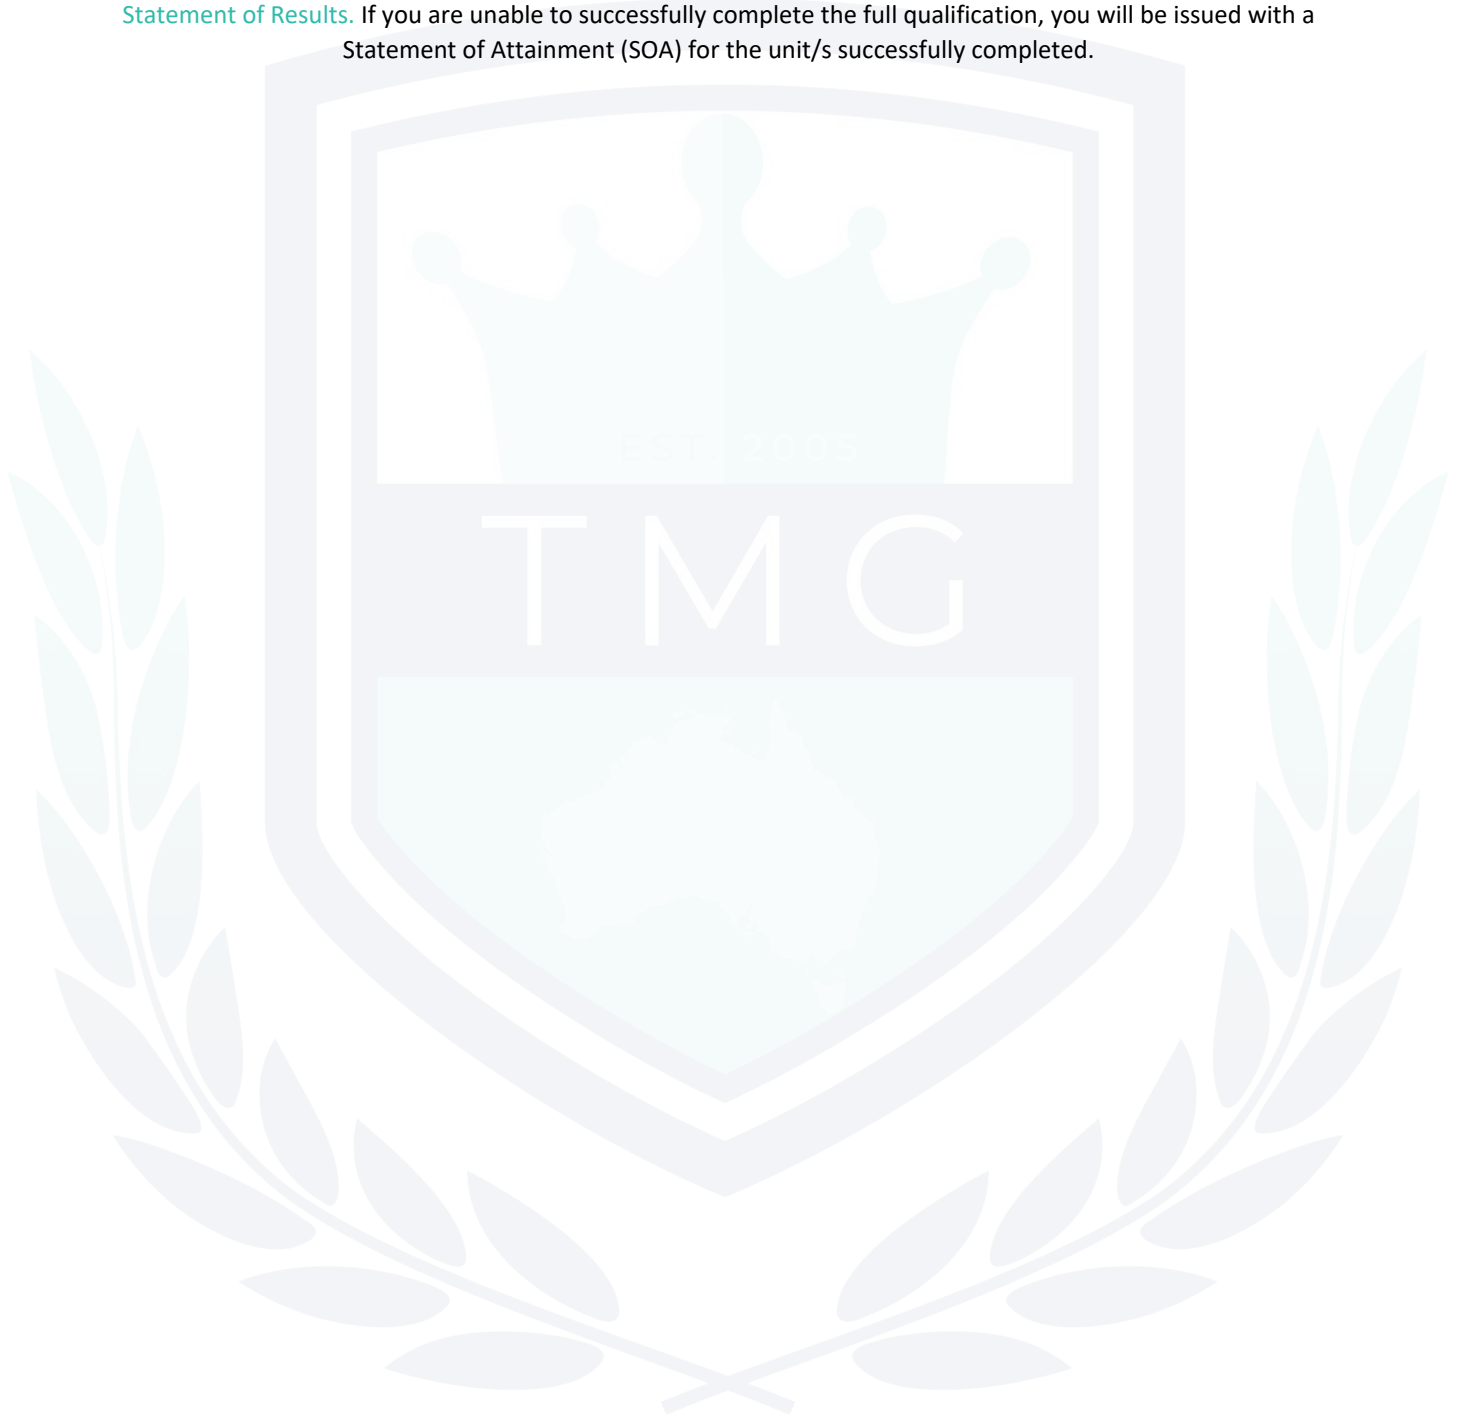 Statement of Results. If you are unable to successfully complete the full qualification, you will be issued with a
Statement of Attainment (SOA) for the unit/s successfully completed.
EST. 2005
TMG